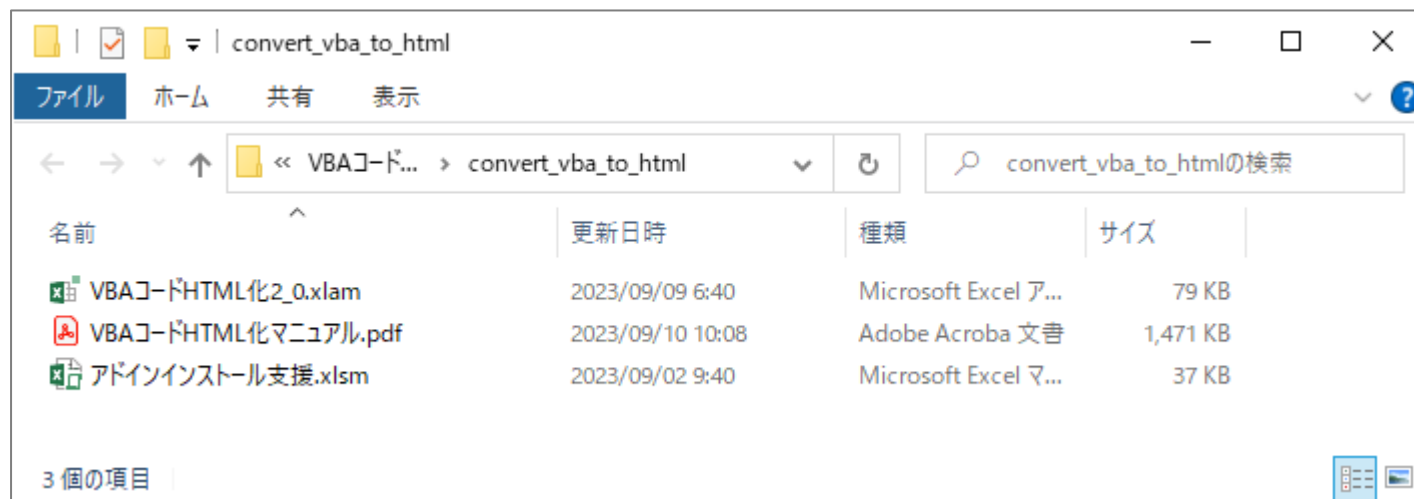 convert_vba_to_html
ファイル ホーム 共有 表示
« VBAコード... › convert_vba_to_html convert_vba_to_htmlの検索
名前 更新日時 種類 サイズ
VBAコードHTML化2_0.xlam 2023/09/09 6:40 Microsoft Excel ア... 79 KB
VBAコードHTML化マニュアル.pdf 2023/09/10 10:08 Adobe Acroba 文書 1,471 KB
アドインインストール支援.xlsm 2023/09/02 9:40 Microsoft Excel マ... 37 KB
3 個の項目